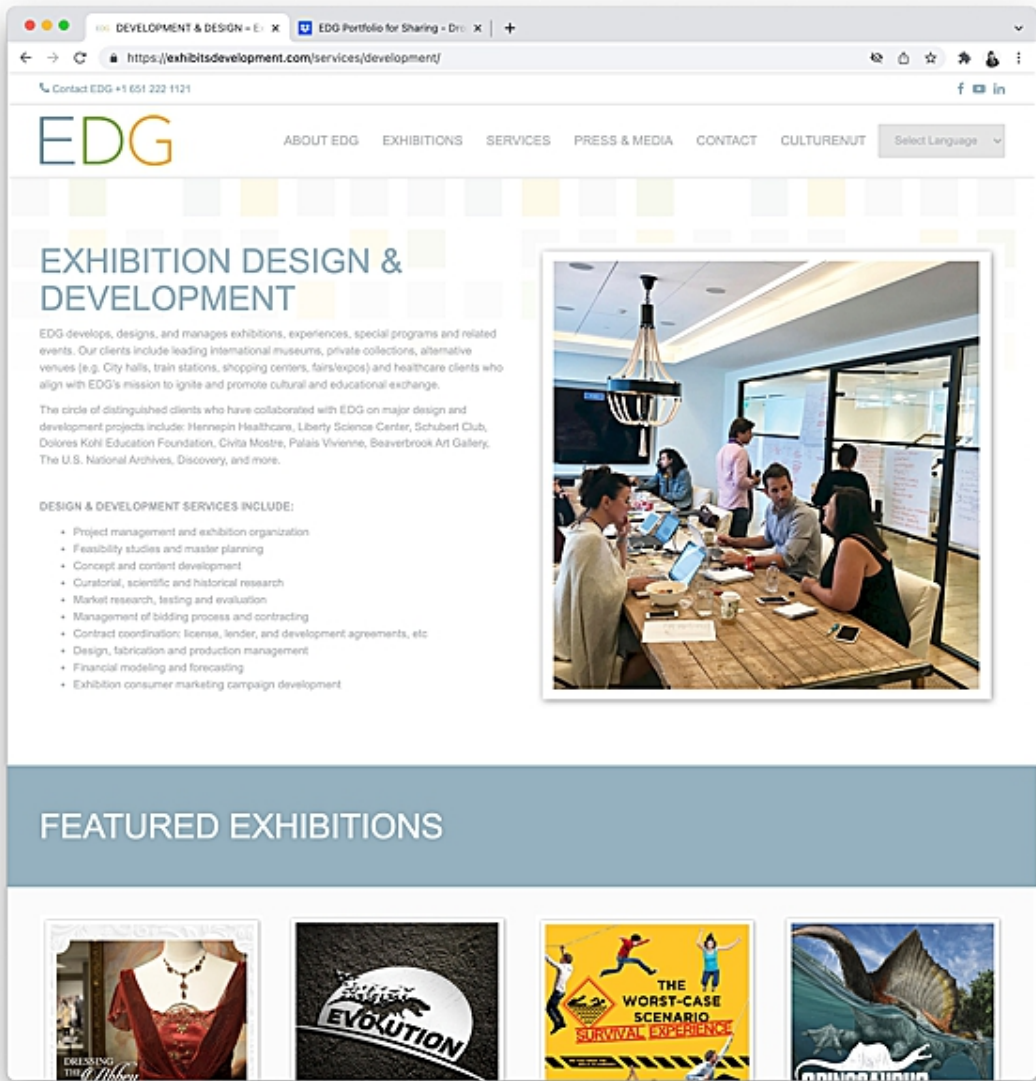 EDG DEVELOPMENT & DESIGN – E
EDG Portfolio for Sharing - Dro
https://exhibitsdevelopment.com/services/development/
Contact EDG +1 651 222 1121
EDG
ABOUT EDG EXHIBITIONS SERVICES PRESS & MEDIA CONTACT CULTURENUT Select Language
EXHIBITION DESIGN &
DEVELOPMENT
EDG develops, designs, and manages exhibitions, experiences, special programs and related
events. Our clients include leading international museums, private collections, alternative
venues (e.g. City halls, train stations, shopping centers, fairs/expos) and healthcare clients who
align with EDG's mission to ignite and promote cultural and educational exchange.
The circle of distinguished clients who have collaborated with EDG on major design and
development projects include: Hennepin Healthcare, Liberty Science Center, Schubert Club,
Dolores Kohl Education Foundation, Civita Mostre, Palais Vivienne, Beaverbrook Art Gallery,
The U.S. National Archives, Discovery, and more.
DESIGN & DEVELOPMENT SERVICES INCLUDE:
• Project management and exhibition organization
• Feasibility studies and master planning
• Concept and content development
• Curatorial, scientific and historical research
• Market research, testing and evaluation
• Management of bidding process and contracting
• Contract coordination: license, lender, and development agreements, etc
• Design, fabrication and production management
• Financial modeling and forecasting
• Exhibition consumer marketing campaign development
FEATURED EXHIBITIONS
DRESSING
THE Abbey
EVOLUTION
THE
WORST-CASE
SCENARIO
SURVIVAL EXPERIENCE
SPINOSAURUS